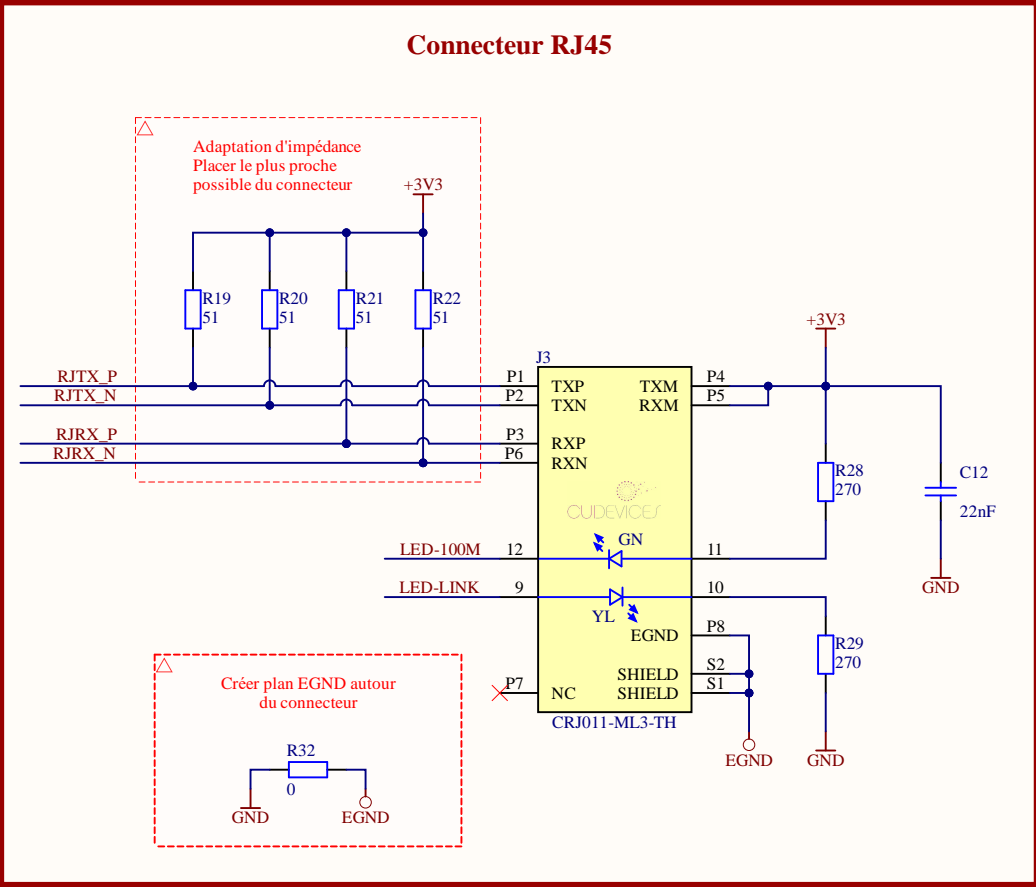 Connecteur RJ45
Adaptation d'impédance
Placer le plus proche
possible du connecteur
+3V3
R19
51
R20
51
R21
51
R22
51
RJTX_P
RJTX_N
RJRX_P
RJRX_N
J3
P1
TXP
P2
TXN
P3
RXP
P6
RXN
TXM
P4
RXM
P5
+3V3
R28
270
C12
22nF
GND
CUDEVICES
LED-100M
12
GN
11
LED-LINK
9
YL
10
EGND
P8
SHIELD
S2
SHIELD
S1
P7
NC
CRJ011-ML3-TH
R29
270
EGND
GND
Créer plan EGND autour
du connecteur
R32
0
GND
EGND